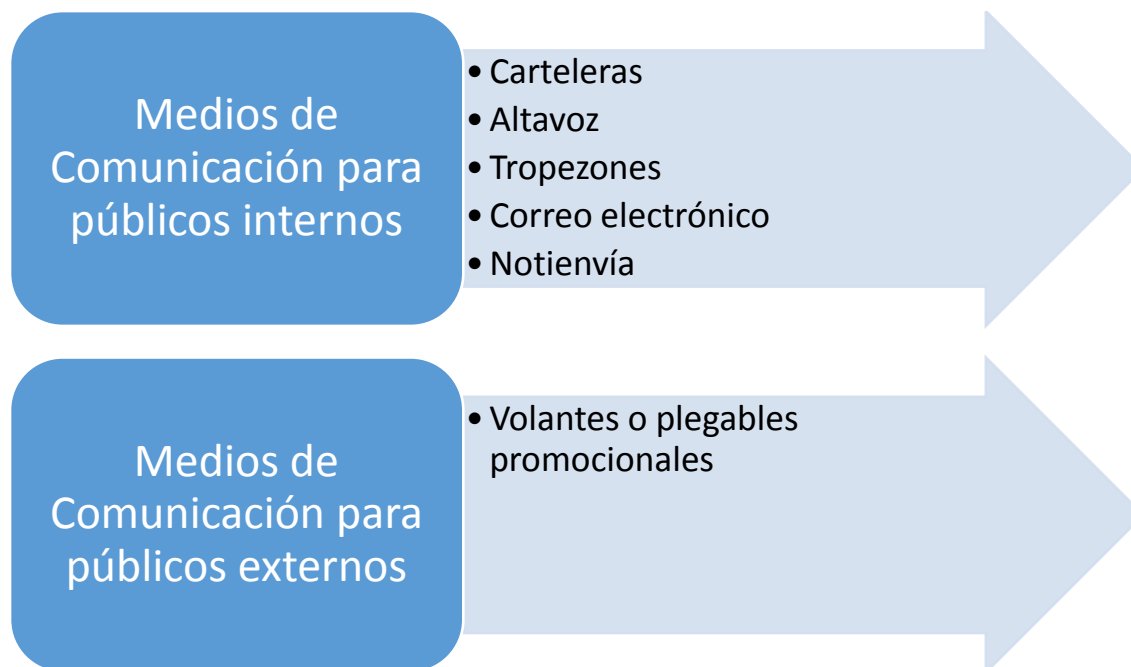 Medios de
Comunicación para
públicos internos
• Carteleras
• Altavoz
• Tropezones
• Correo electrónico
• Notienvía
Medios de
Comunicación para
públicos externos
• Volantes o plegables
promocionales